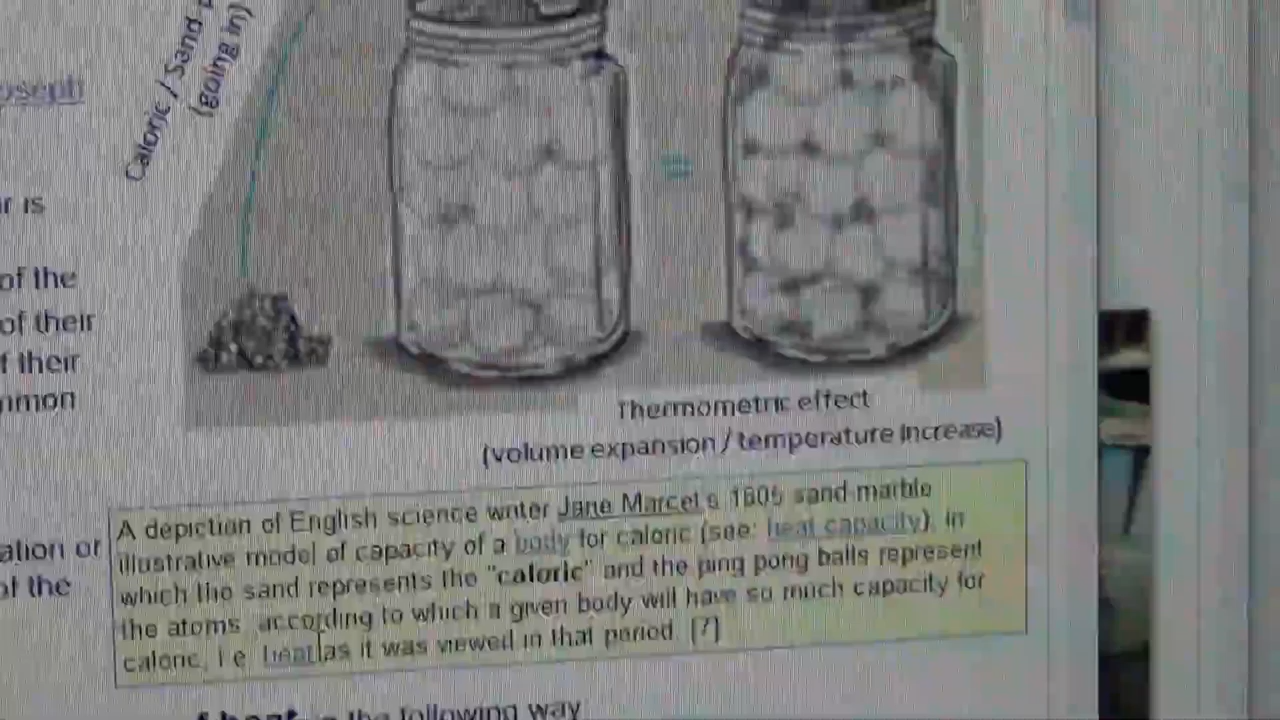 Caloric / Sand
(going in)
oseph
r is
of the
of their
f their
mmon
=
Thermometric effect
(volume expansion / temperature increase)
ation or
of the
A depiction of English science writer Jane Marcet's 1806 sand-marble
illustrative model of capacity of a body for caloric (see: heat capacity), in
which the sand represents the "caloric" and the ping pong balls represent
the atoms, according to which a given body will have so much capacity for
caloric, i.e. heat, as it was viewed in that period. [7]
the following way